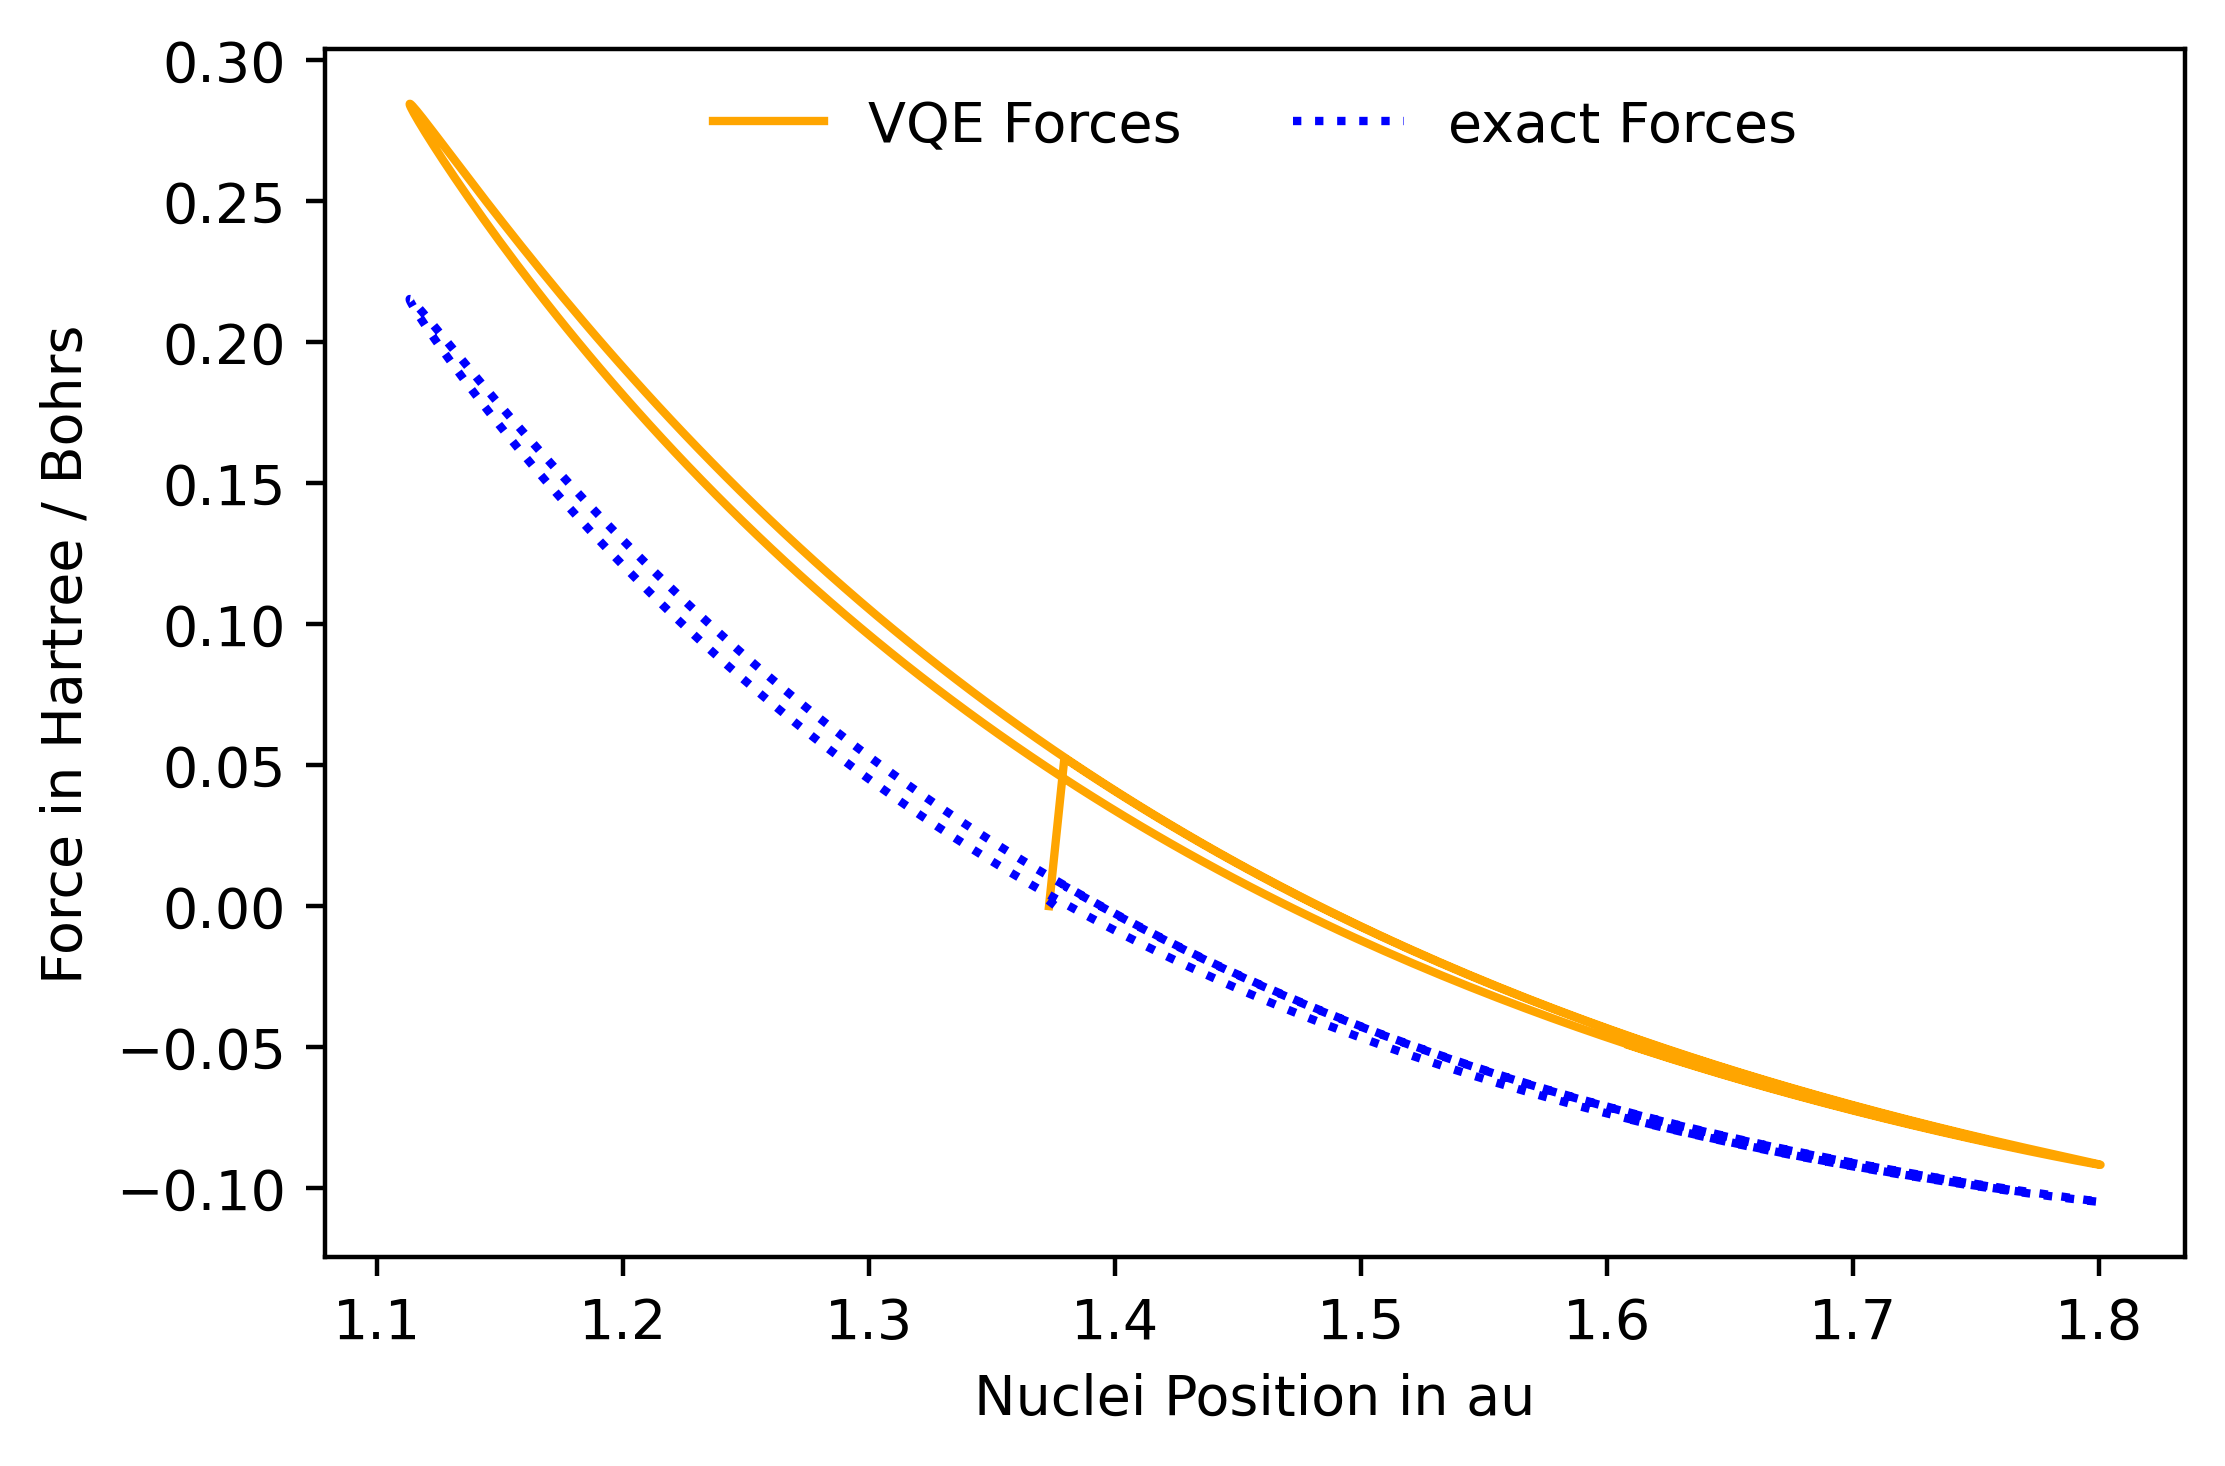 VQE Forces
exact Forces
Force in Hartree / Bohrs
0.30
0.25
0.20
0.15
0.10
0.05
0.00
−0.05
−0.10
1.1 1.2 1.3 1.4 1.5 1.6 1.7 1.8
Nuclei Position in au